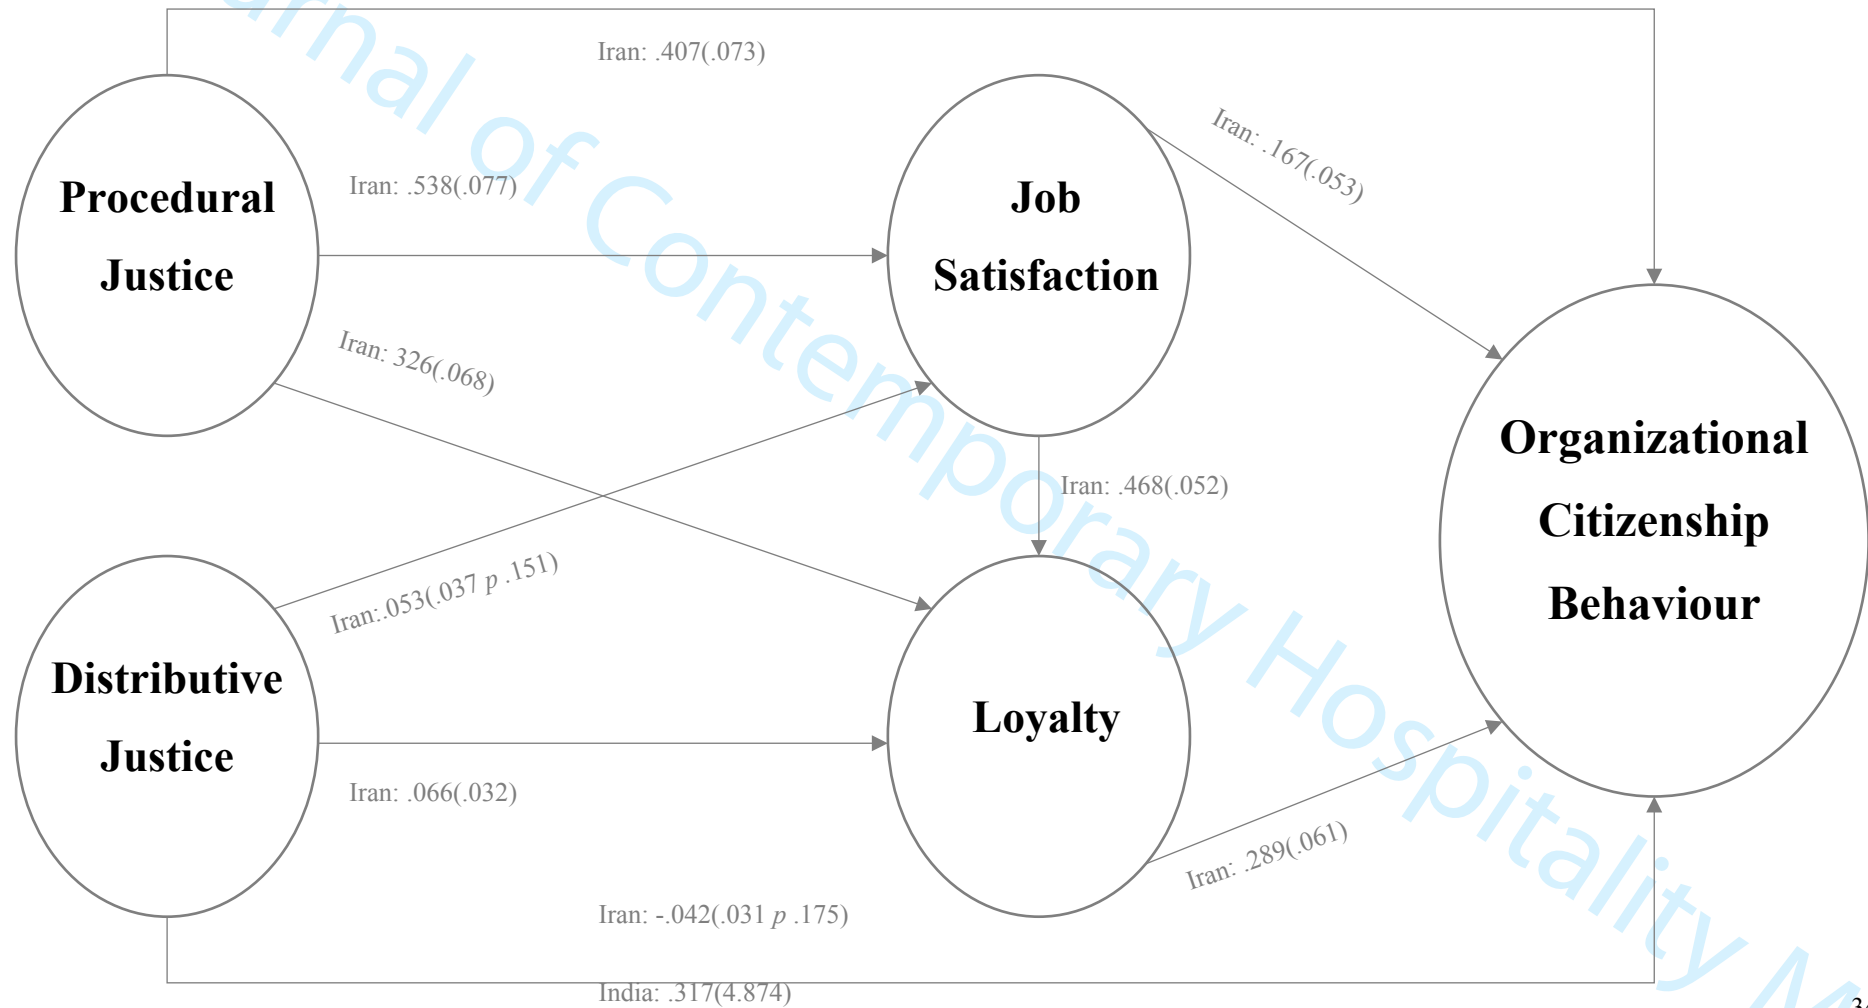 Iran: .407(.073)
Iran: .167(.053)
Procedural
Justice
Iran: .538(.077)
Job
Satisfaction
Iran: 326(.068)
Organizational
Citizenship
Behaviour
Iran: .468(.052)
Iran:.053(.037 p .151)
Distributive
Justice
Loyalty
Iran: .066(.032)
Iran: .289(.061)
Iran: -.042(.031 p .175)
India: .317(4.874)
of Contemporary Hospitality